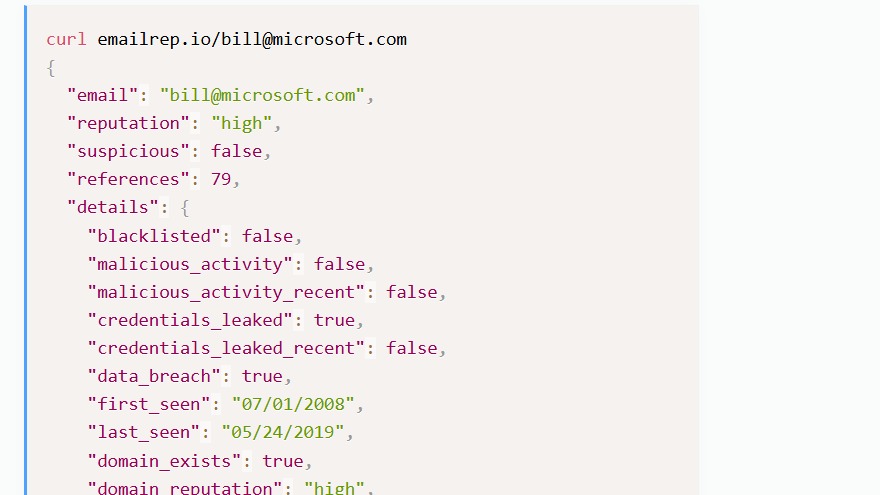 curl emailrep.io/bill@microsoft.com
{
"email": "bill@microsoft.com",
"reputation": "high",
"suspicious": false,
"references": 79,
"details": {
"blacklisted": false,
"malicious_activity": false,
"malicious_activity_recent": false,
"credentials_leaked": true,
"credentials_leaked_recent": false,
"data_breach": true,
"first_seen": "07/01/2008",
"last_seen": "05/24/2019",
"domain_exists": true,
"domain_reputation": "high",